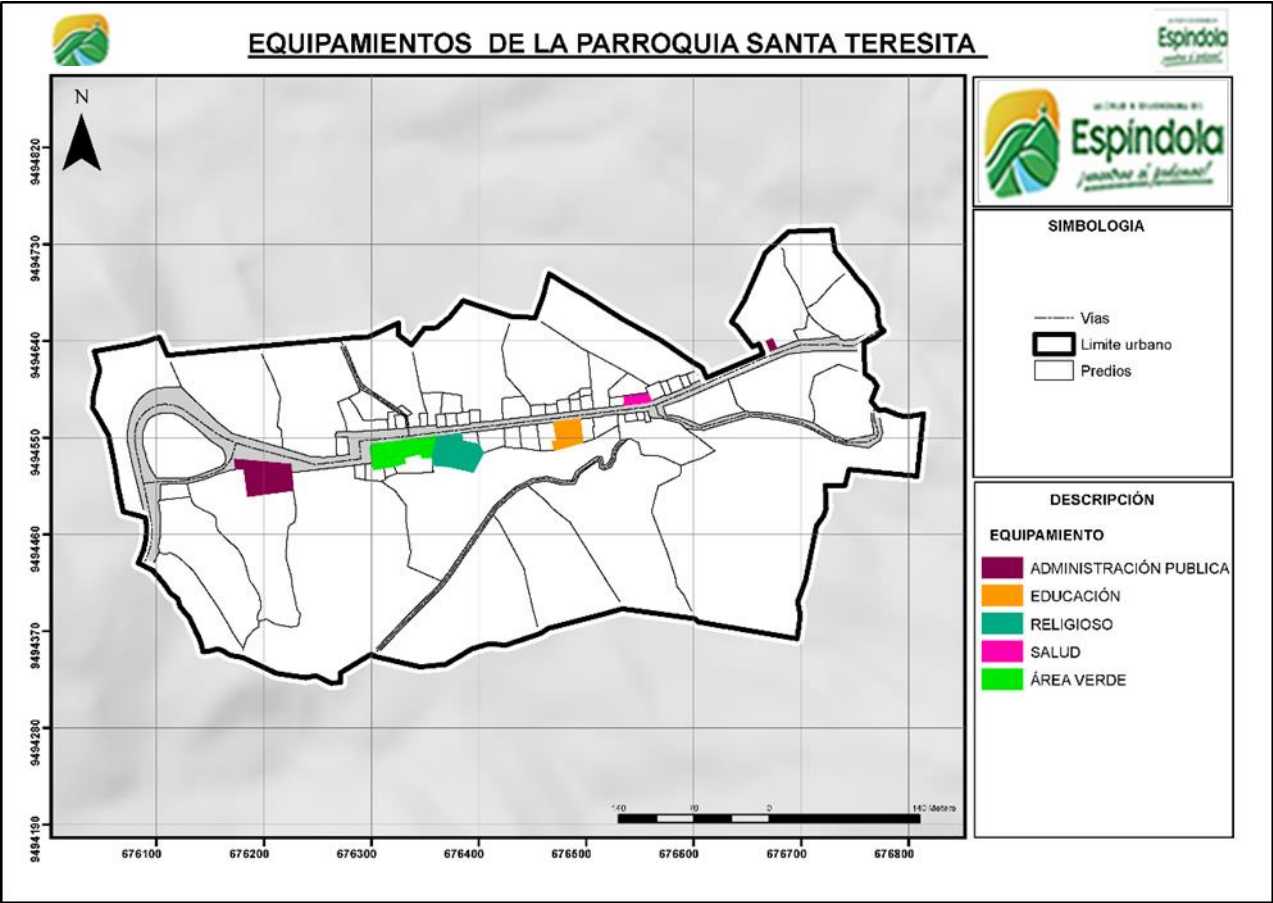 EQUIPAMIENTOS DE LA PARROQUIA SANTA TERESITA
Espíndola
Espíndola
N
SIMBOLOGIA
Vias
Limite urbano
Predios
DESCRIPCIÓN
EQUIPAMIENTO
ADMINISTRACIÓN PUBLICA
EDUCACIÓN
RELIGIOSO
SALUD
ÁREA VERDE
9494820
9494730
9494640
9494550
9494460
9494370
9494280
9494190
140 70 0 140 Meters
676100 676200 676300 676400 676500 676600 676700 676800